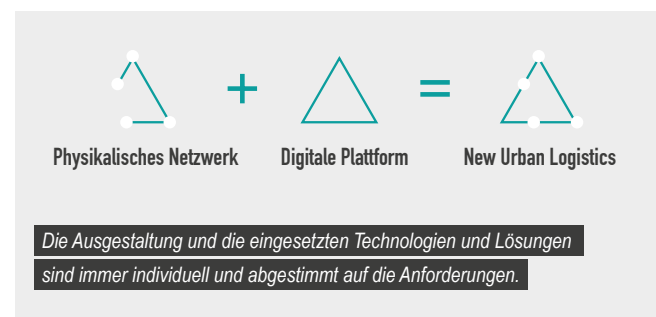 + =
Physikalisches Netzwerk Digitale Plattform New Urban Logistics
Die Ausgestaltung und die eingesetzten Technologien und Lösungen
sind immer individuell und abgestimmt auf die Anforderungen.